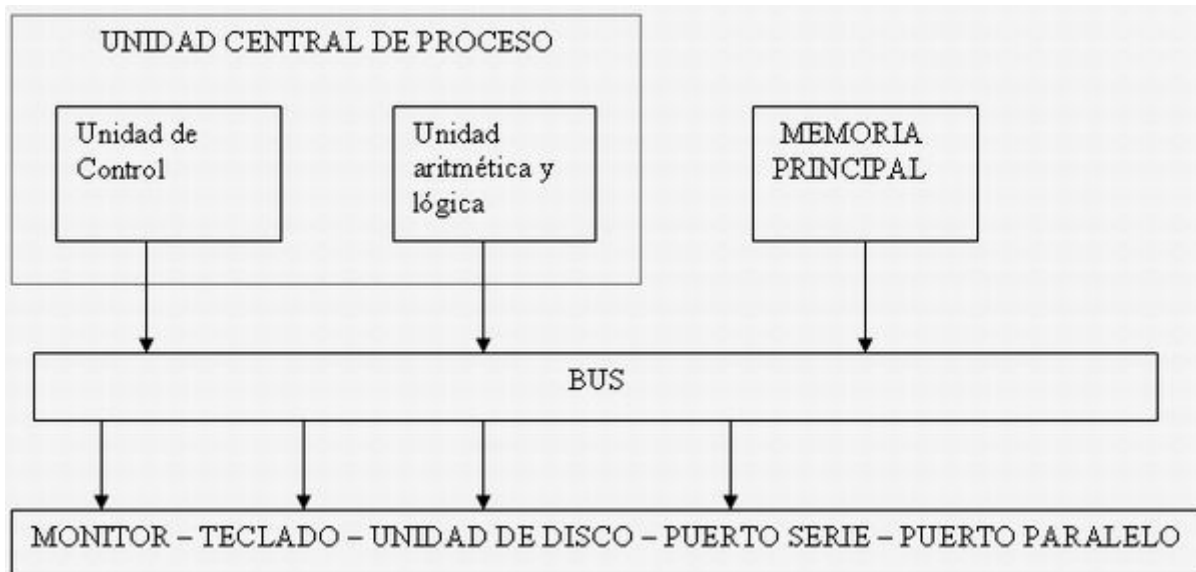 UNIDAD CENTRAL DE PROCESO
Unidad de
Control
Unidad
aritmética y
lógica
MEMORIA
PRINCIPAL
BUS
MONITOR – TECLADO – UNIDAD DE DISCO – PUERTO SERIE – PUERTO PARALELO